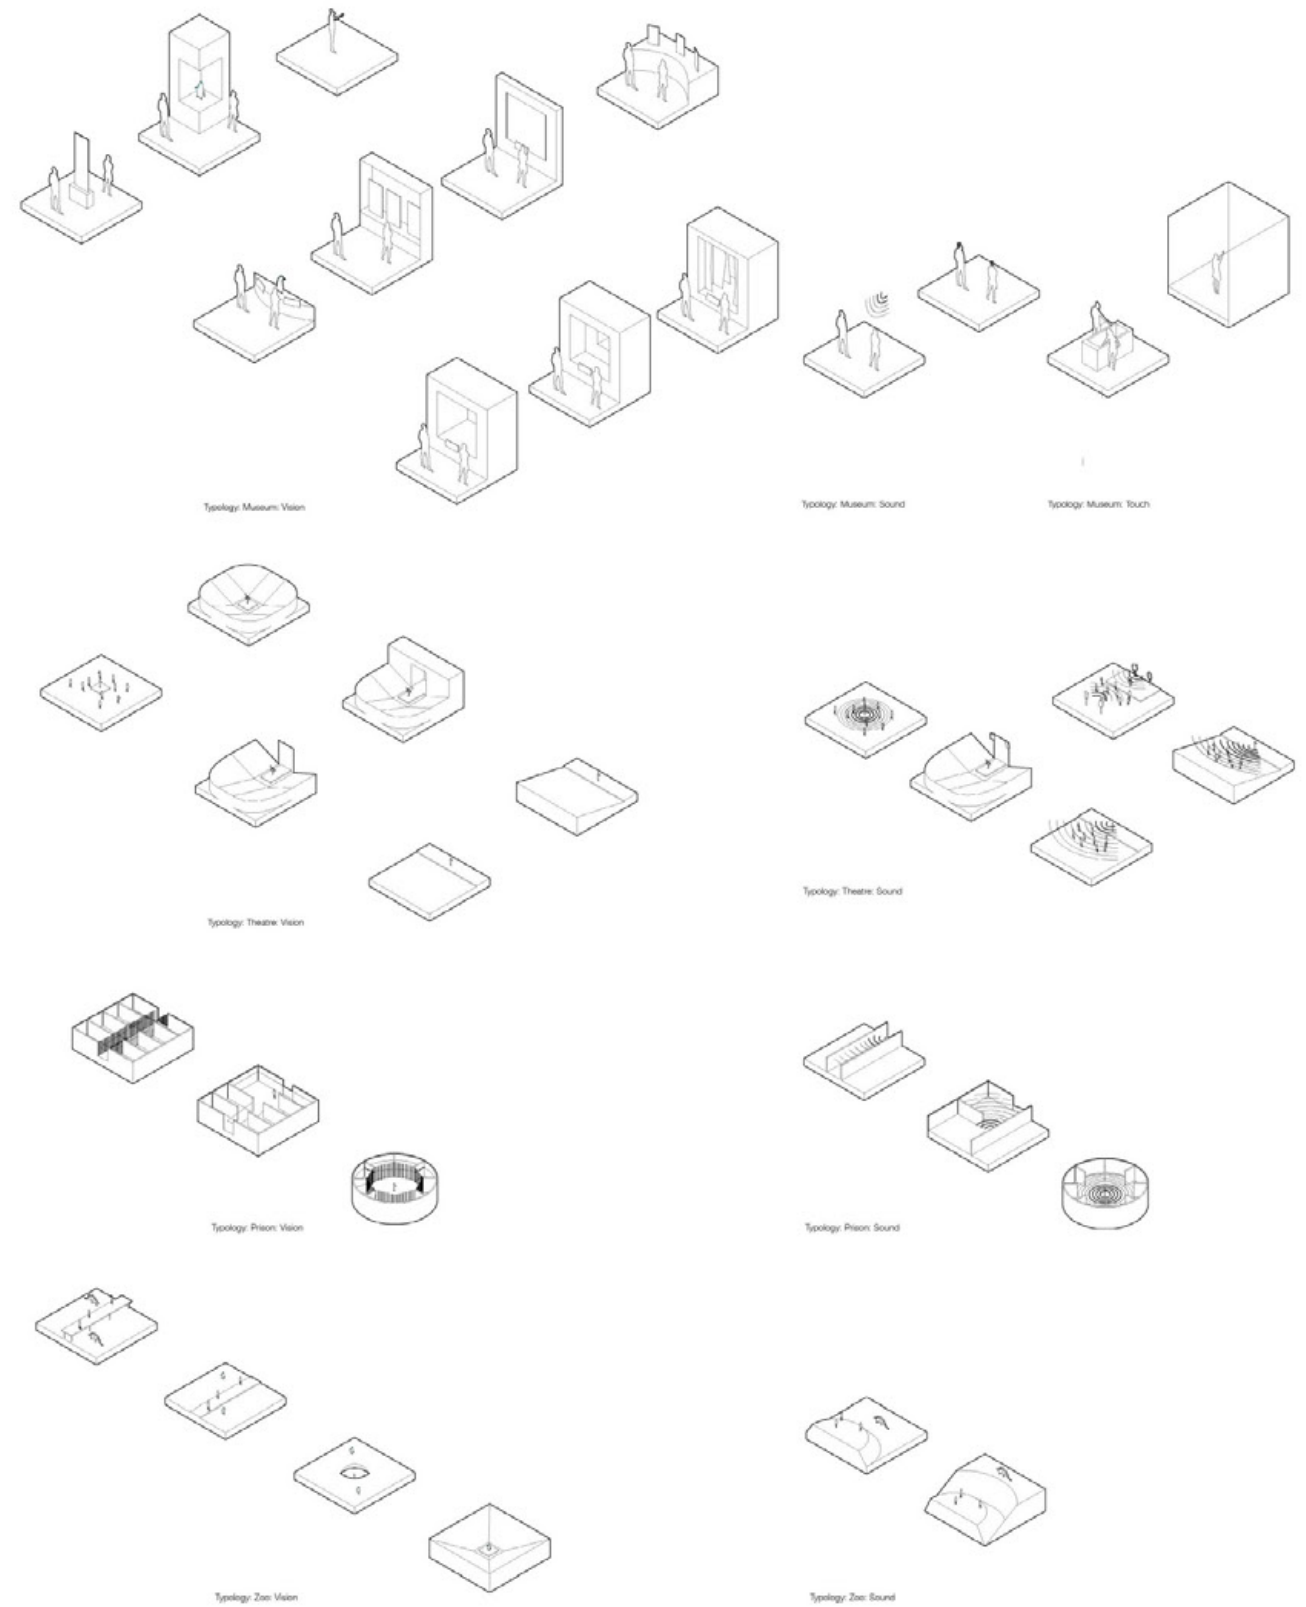 Typology: Museum: Vision
Typology: Museum: Sound
Typology: Museum: Touch
Typology: Theatre: Vision
Typology: Theatre: Sound
Typology: Prison: Vision
Typology: Prison: Sound
Typology: Zoo: Vision
Typology: Zoo: Sound